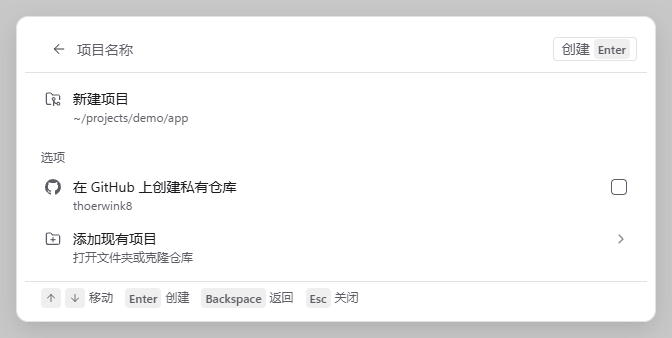 项目名称
创建 Enter
新建项目
~/projects/demo/app
选项
在 GitHub 上创建私有仓库
thoerwink8
添加现有项目
打开文件夹或克隆仓库
↑ ↓ 移动 Enter 创建 Backspace 返回 Esc 关闭